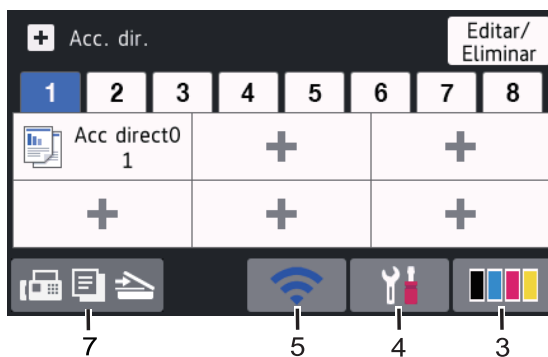 Acc. dir.
Editar/
Eliminar
1 2 3 4 5 6 7 8
Acc direct0
1
7 5 4 3